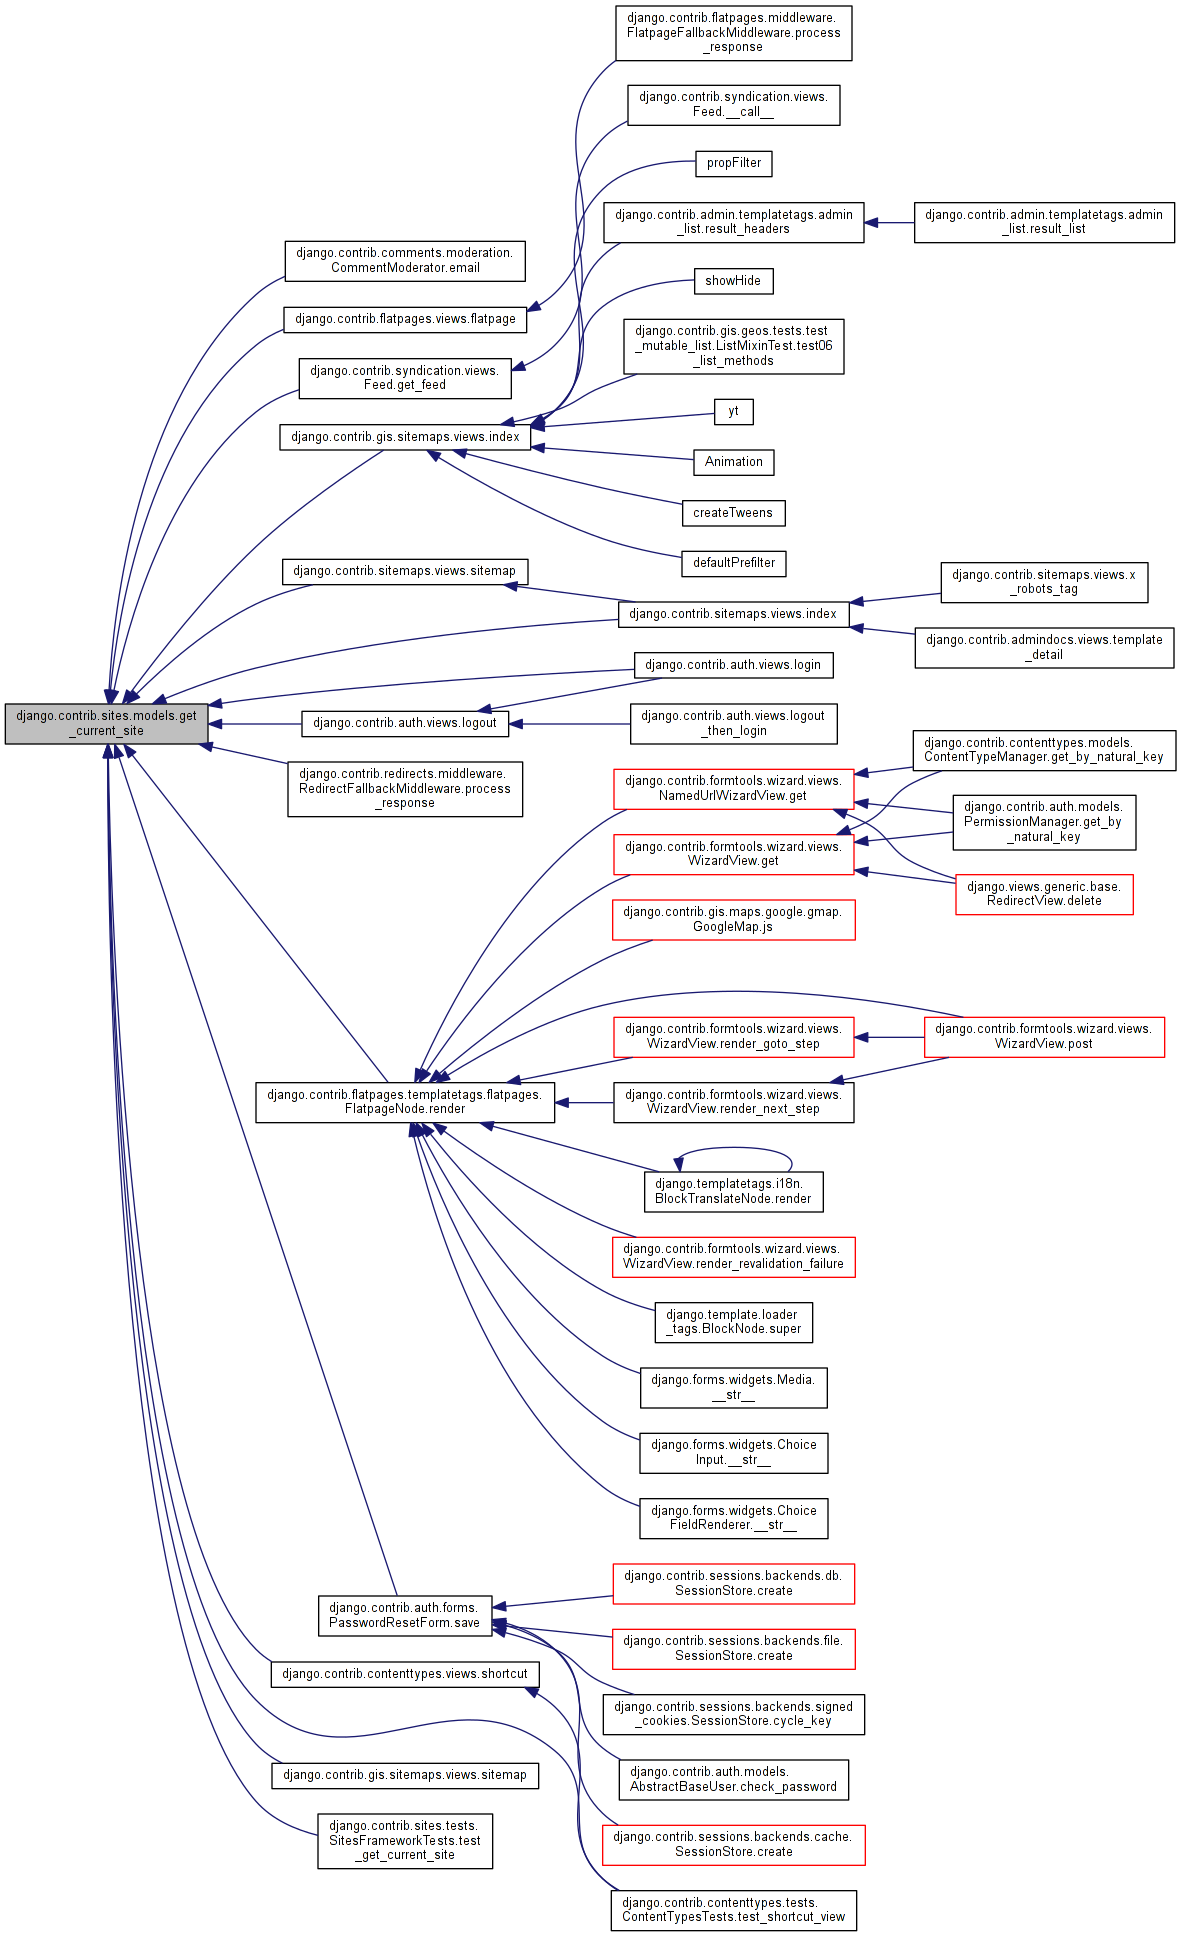 django.contrib.flatpages.middleware.
FlatpageFallbackMiddleware.process
_response
django.contrib.syndication.views.
Feed.__call__
propFilter
django.contrib.admin.templatetags.admin
_list.result_headers
django.contrib.admin.templatetags.admin
_list.result_list
django.contrib.comments.moderation.
CommentModerator.email
showHide
django.contrib.flatpages.views.flatpage
django.contrib.gis.geos.tests.test
_mutable_list.ListMixinTest.test06
_list_methods
django.contrib.syndication.views.
Feed.get_feed
yt
django.contrib.gis.sitemaps.views.index
Animation
createTweens
defaultPrefilter
django.contrib.sitemaps.views.sitemap
django.contrib.sitemaps.views.x
_robots_tag
django.contrib.sitemaps.views.index
django.contrib.admindocs.views.template
_detail
django.contrib.auth.views.login
django.contrib.sites.models.get
_current_site
django.contrib.auth.views.logout
django.contrib.auth.views.logout
_then_login
django.contrib.contenttypes.models.
ContentTypeManager.get_by_natural_key
django.contrib.redirects.middleware.
RedirectFallbackMiddleware.process
_response
django.contrib.formtools.wizard.views.
NamedUrlWizardView.get
django.contrib.auth.models.
PermissionManager.get_by
_natural_key
django.contrib.formtools.wizard.views.
WizardView.get
django.views.generic.base.
RedirectView.delete
django.contrib.gis.maps.google.gmap.
GoogleMap.js
django.contrib.formtools.wizard.views.
WizardView.render_goto_step
django.contrib.formtools.wizard.views.
WizardView.post
django.contrib.flatpages.templatetags.flatpages.
FlatpageNode.render
django.contrib.formtools.wizard.views.
WizardView.render_next_step
django.templatetags.i18n.
BlockTranslateNode.render
django.contrib.formtools.wizard.views.
WizardView.render_revalidation_failure
django.template.loader
_tags.BlockNode.super
django.forms.widgets.Media.
__str__
django.forms.widgets.Choice
Input.__str__
django.forms.widgets.Choice
FieldRenderer.__str__
django.contrib.sessions.backends.db.
SessionStore.create
django.contrib.auth.forms.
PasswordResetForm.save
django.contrib.sessions.backends.file.
SessionStore.create
django.contrib.contenttypes.views.shortcut
django.contrib.sessions.backends.signed
_cookies.SessionStore.cycle_key
django.contrib.gis.sitemaps.views.sitemap
django.contrib.auth.models.
AbstractBaseUser.check_password
django.contrib.sites.tests.
SitesFrameworkTests.test
_get_current_site
django.contrib.sessions.backends.cache.
SessionStore.create
django.contrib.contenttypes.tests.
ContentTypesTests.test_shortcut_view